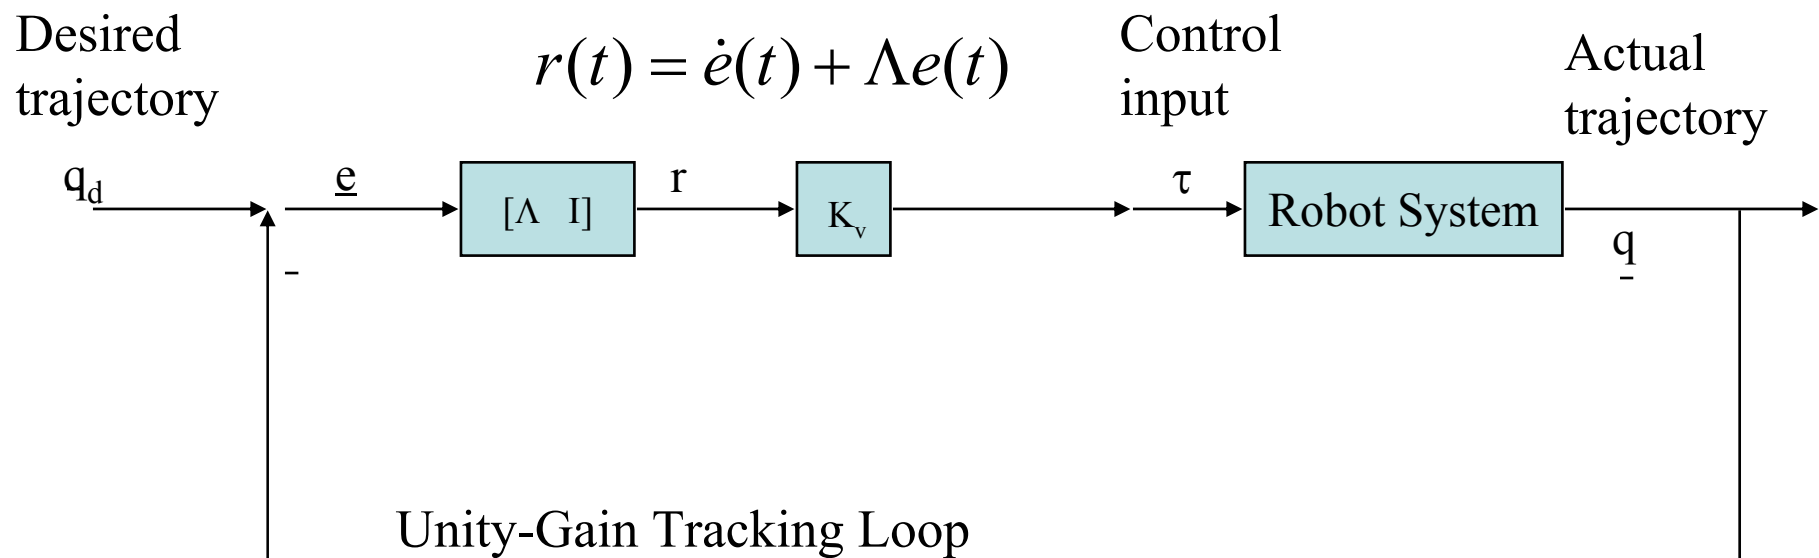 Desired
trajectory
r(t) = ė(t) + Λe(t)
Control
input
Actual
trajectory
q_d
e
[Λ I]
r
K_v
τ
Robot System
q
-
Unity-Gain Tracking Loop